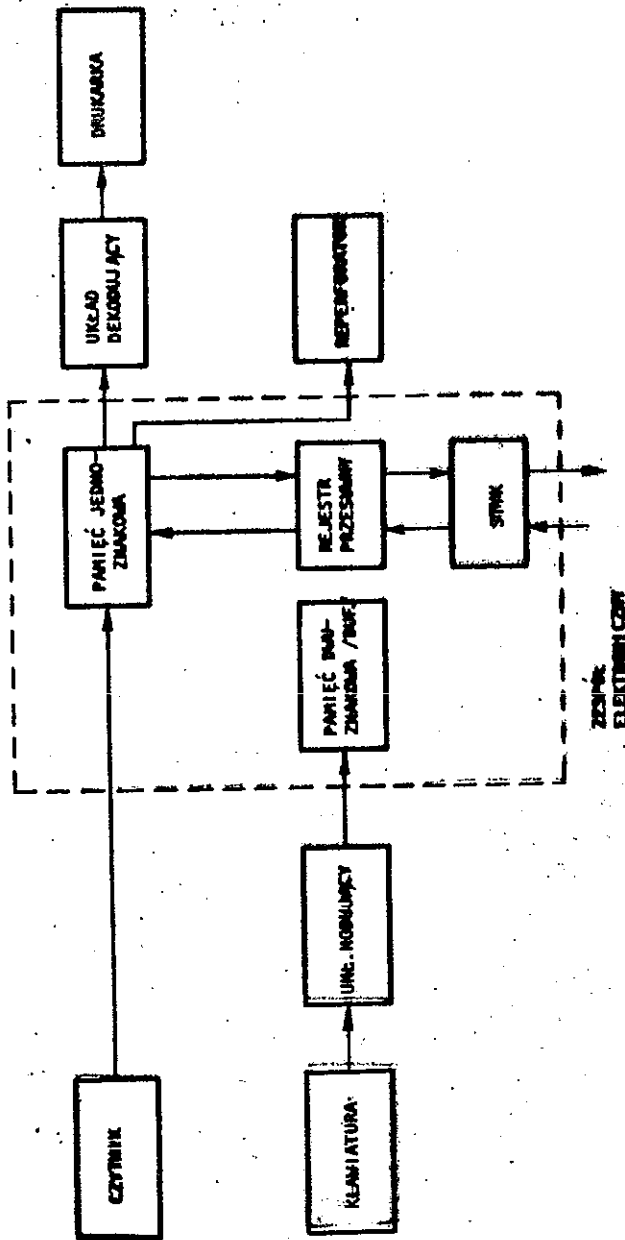 CZYTNIK
PAMIĘĆ JEDNO-
ZNAKOWA
UKŁAD
DEKODUJĄCY
DRUKARKA
KLAWIATURA
UKŁ. KODUJĄCY
PAMIĘĆ DWU-
ZNAKOWA /BUF./
REJESTR
PRZESUWNY
REPERFORATOR
STYK
ZESPÓŁ
ELEKTRONICZNY